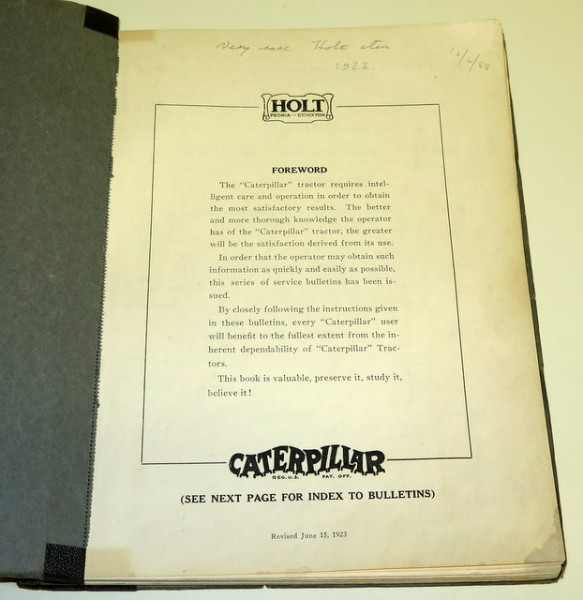 Very rare Holt item
1923.
HOLT
PEORIA STOCKTON
FOREWORD
The "Caterpillar" tractor requires intel-
ligent care and operation in order to obtain
the most satisfactory results. The better
and more thorough knowledge the operator
has of the "Caterpillar" tractor, the greater
will be the satisfaction derived from its use.
In order that the operator may obtain such
information as quickly and easily as possible,
this series of service bulletins has been is-
sued.
By closely following the instructions given
in these bulletins, every "Caterpillar" user
will benefit to the fullest extent from the in-
herent dependability of "Caterpillar" Trac-
tors.
This book is valuable, preserve it, study it,
believe it!
CATERPILLAR
REG. U.S. PAT. OFF.
(SEE NEXT PAGE FOR INDEX TO BULLETINS)
Revised June 15, 1923